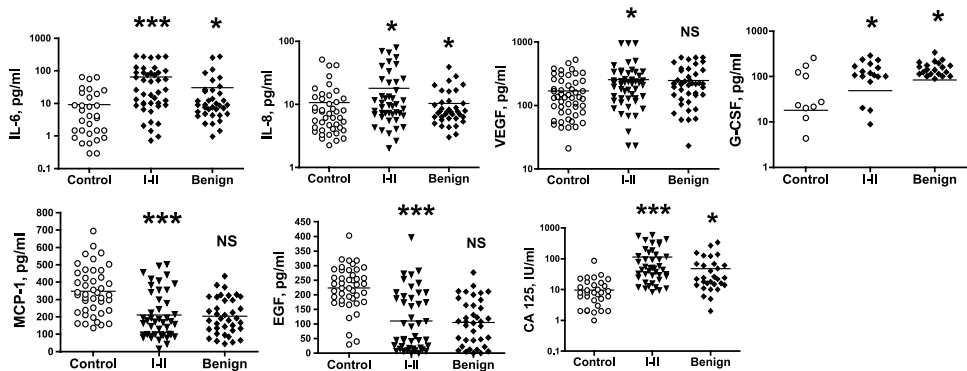 IL-6, pg/ml
1000
100
10
1
0.1
***
*
Control
I-II
Benign
IL-8, pg/ml
100
10
1
*
*
Control
I-II
Benign
VEGF, pg/ml
1000
100
10
*
NS
Control
I-II
Benign
G-CSF, pg/ml
1000
100
10
1
*
*
Control
I-II
Benign
MCP-1, pg/ml
800
700
600
500
400
300
200
100
0
***
NS
Control
I-II
Benign
EGF, pg/ml
450
400
350
300
250
200
150
100
50
0
***
NS
Control
I-II
Benign
CA 125, IU/ml
1000
100
10
1
0,1
***
*
Control
I-II
Benign